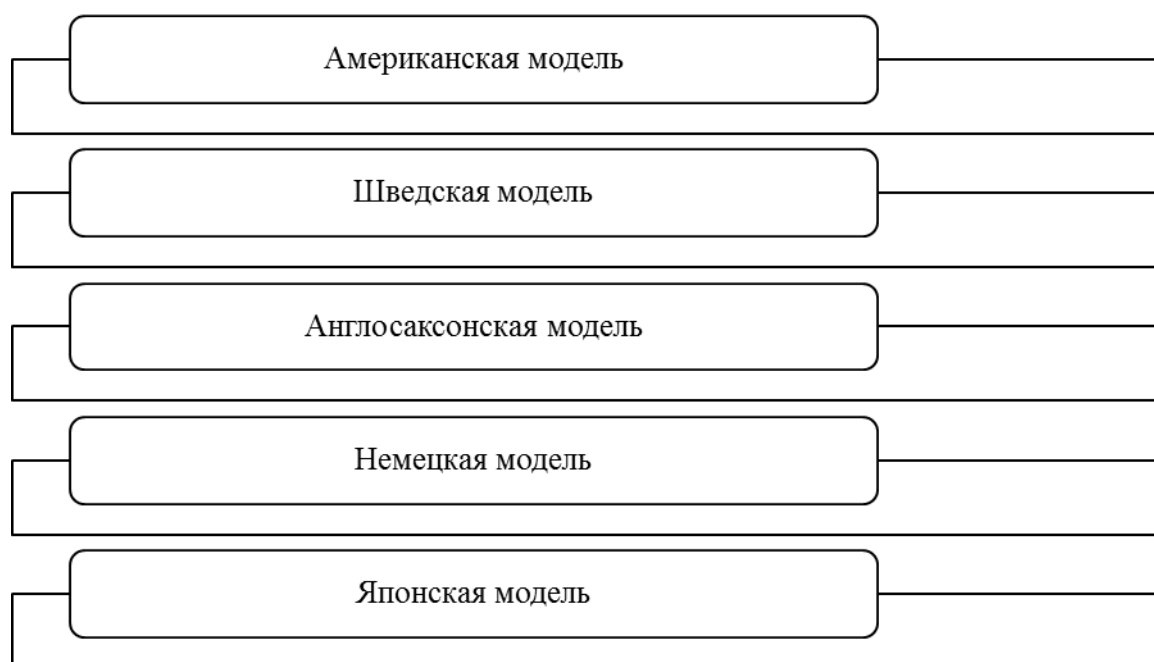 Американская модель
Шведская модель
Англосаксонская модель
Немецкая модель
Японская модель